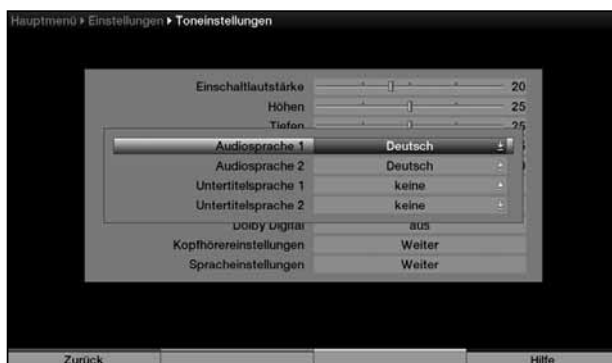 Hauptmenü ▸ Einstellungen ▸ Toneinstellungen
Einschaltlautstärke 20
Höhen 25
Tiefen 25
Audiosprache 1 Deutsch
Audiosprache 2 Deutsch
Untertitelsprache 1 keine
Untertitelsprache 2 keine
Dolby Digital aus
Kopfhörereinstellungen Weiter
Spracheinstellungen Weiter
Zurück Hilfe